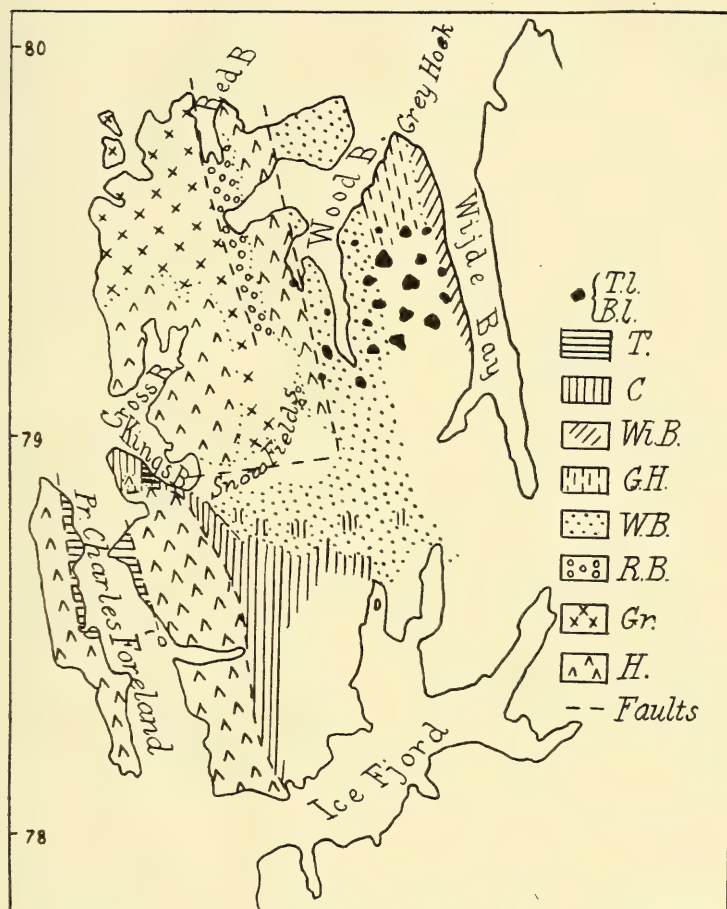 80
Red B
Grey Hook
Wood B
Wijde Bay
T.l.
B.l.
T.
C
79
Cross B
Kings B.
Snow Fields
Wi.B.
G.H.
W.B.
R.B.
Gr.
H.
Faults
Pr. Charles Foreland
Ice Fjord
78